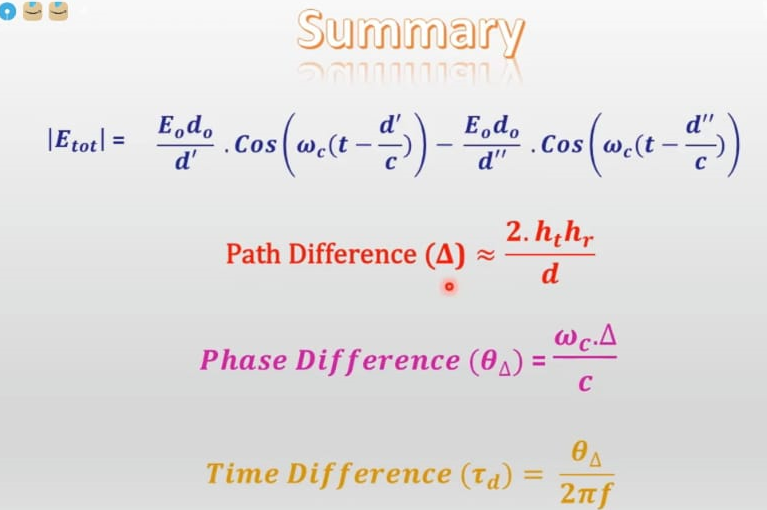 Summary
|E_tot| = E_o d_o / d′ . Cos(ω_c(t − d′/c)) − E_o d_o / d″ . Cos(ω_c(t − d″/c))
Path Difference (Δ) ≈ 2. h_t h_r / d
Phase Difference (θ_Δ) = ω_c.Δ / c
Time Difference (τ_d) = θ_Δ / 2πf